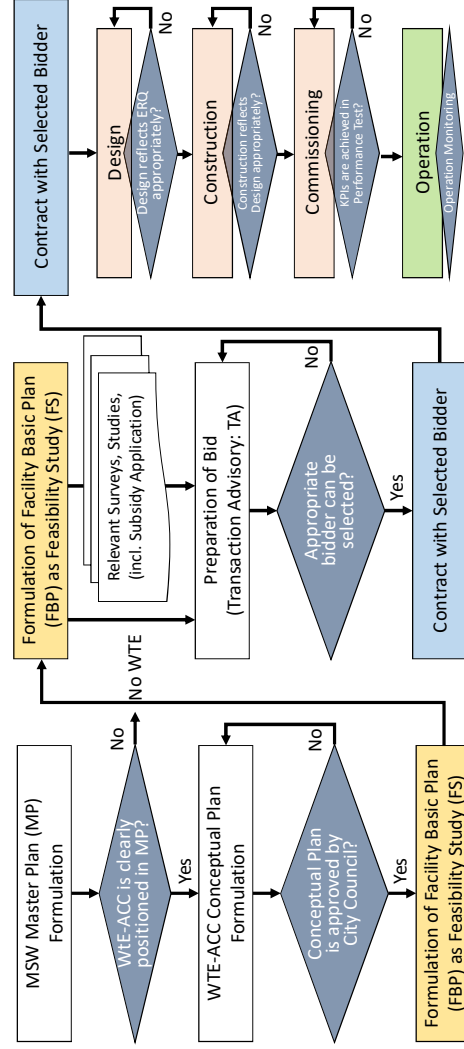 MSW Master Plan (MP)
Formulation
WtE-ACC is clearly
positioned in MP?
No
No WTE
Yes
WTE-ACC Conceptual Plan
Formulation
Conceptual Plan
is approved by
City Council?
No
Yes
Formulation of Facility Basic Plan
(FBP) as Feasibility Study (FS)
Formulation of Facility Basic Plan
(FBP) as Feasibility Study (FS)
Relevant Surveys, Studies,
(incl. Subsidy Application)
Preparation of Bid
(Transaction Advisory: TA)
Appropriate
bidder can be
selected?
No
Yes
Contract with Selected Bidder
Contract with Selected Bidder
Design
Design reflects ERQ
appropriately?
No
Construction
Construction reflects
Design appropriately?
No
Commissioning
KPIs are achieved in
Performance Test?
No
Operation
Operation Monitoring